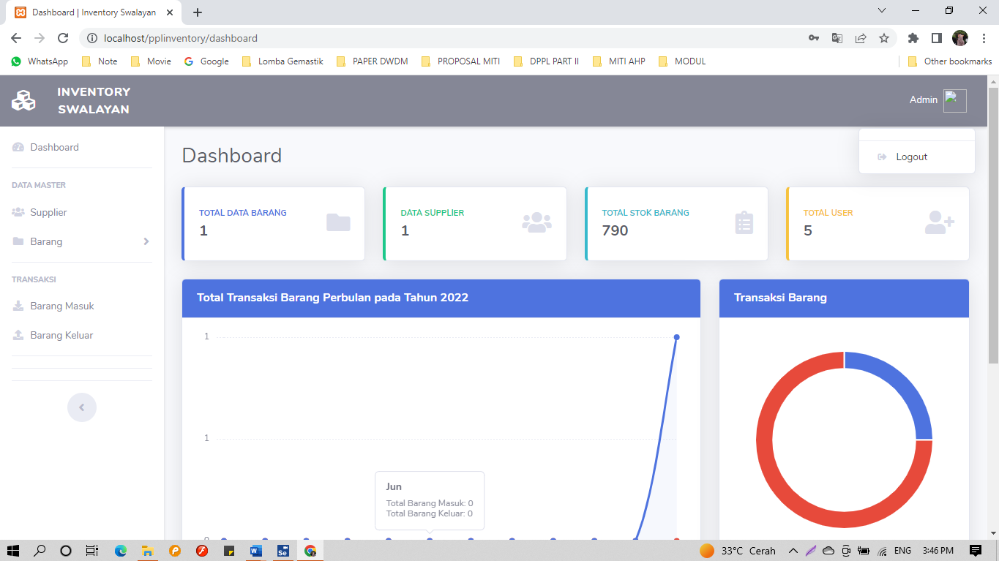 Dashboard | Inventory Swalayan
localhost/pplinventory/dashboard
WhatsApp Note Movie Google Lomba Gemastik PAPER DWDM PROPOSAL MITI DPPL PART II MITI AHP MODUL Other bookmarks
INVENTORY
SWALAYAN
Admin
Logout
Dashboard
DATA MASTER
Supplier
Barang
TRANSAKSI
Barang Masuk
Barang Keluar
Dashboard
TOTAL DATA BARANG
1
DATA SUPPLIER
1
TOTAL STOK BARANG
790
TOTAL USER
5
Total Transaksi Barang Perbulan pada Tahun 2022
1
1
0
Jun
Total Barang Masuk: 0
Total Barang Keluar: 0
Transaksi Barang
33°C Cerah ENG 3:46 PM